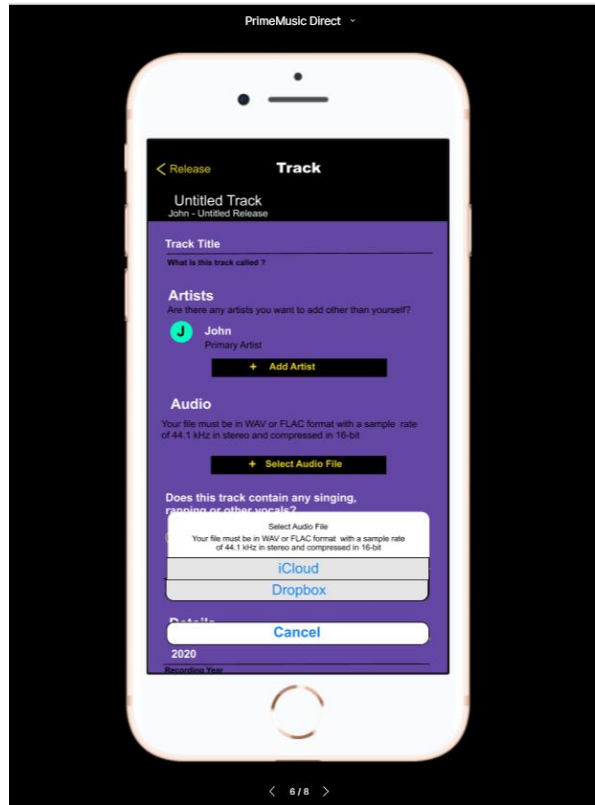 PrimeMusic Direct
Release
Track
Untitled Track
John - Untitled Release
Track Title
What is this track called ?
Artists
Are there any artists you want to add other than yourself?
J
John
Primary Artist
+ Add Artist
Audio
Your file must be in WAV or FLAC format with a sample rate
of 44.1 kHz in stereo and compressed in 16-bit
+ Select Audio File
Does this track contain any singing,
rapping or other vocals?
Select Audio File
Your file must be in WAV or FLAC format with a sample rate
of 44.1 kHz in stereo and compressed in 16-bit
iCloud
Dropbox
Details
Cancel
2020
Recording Year
6 / 8